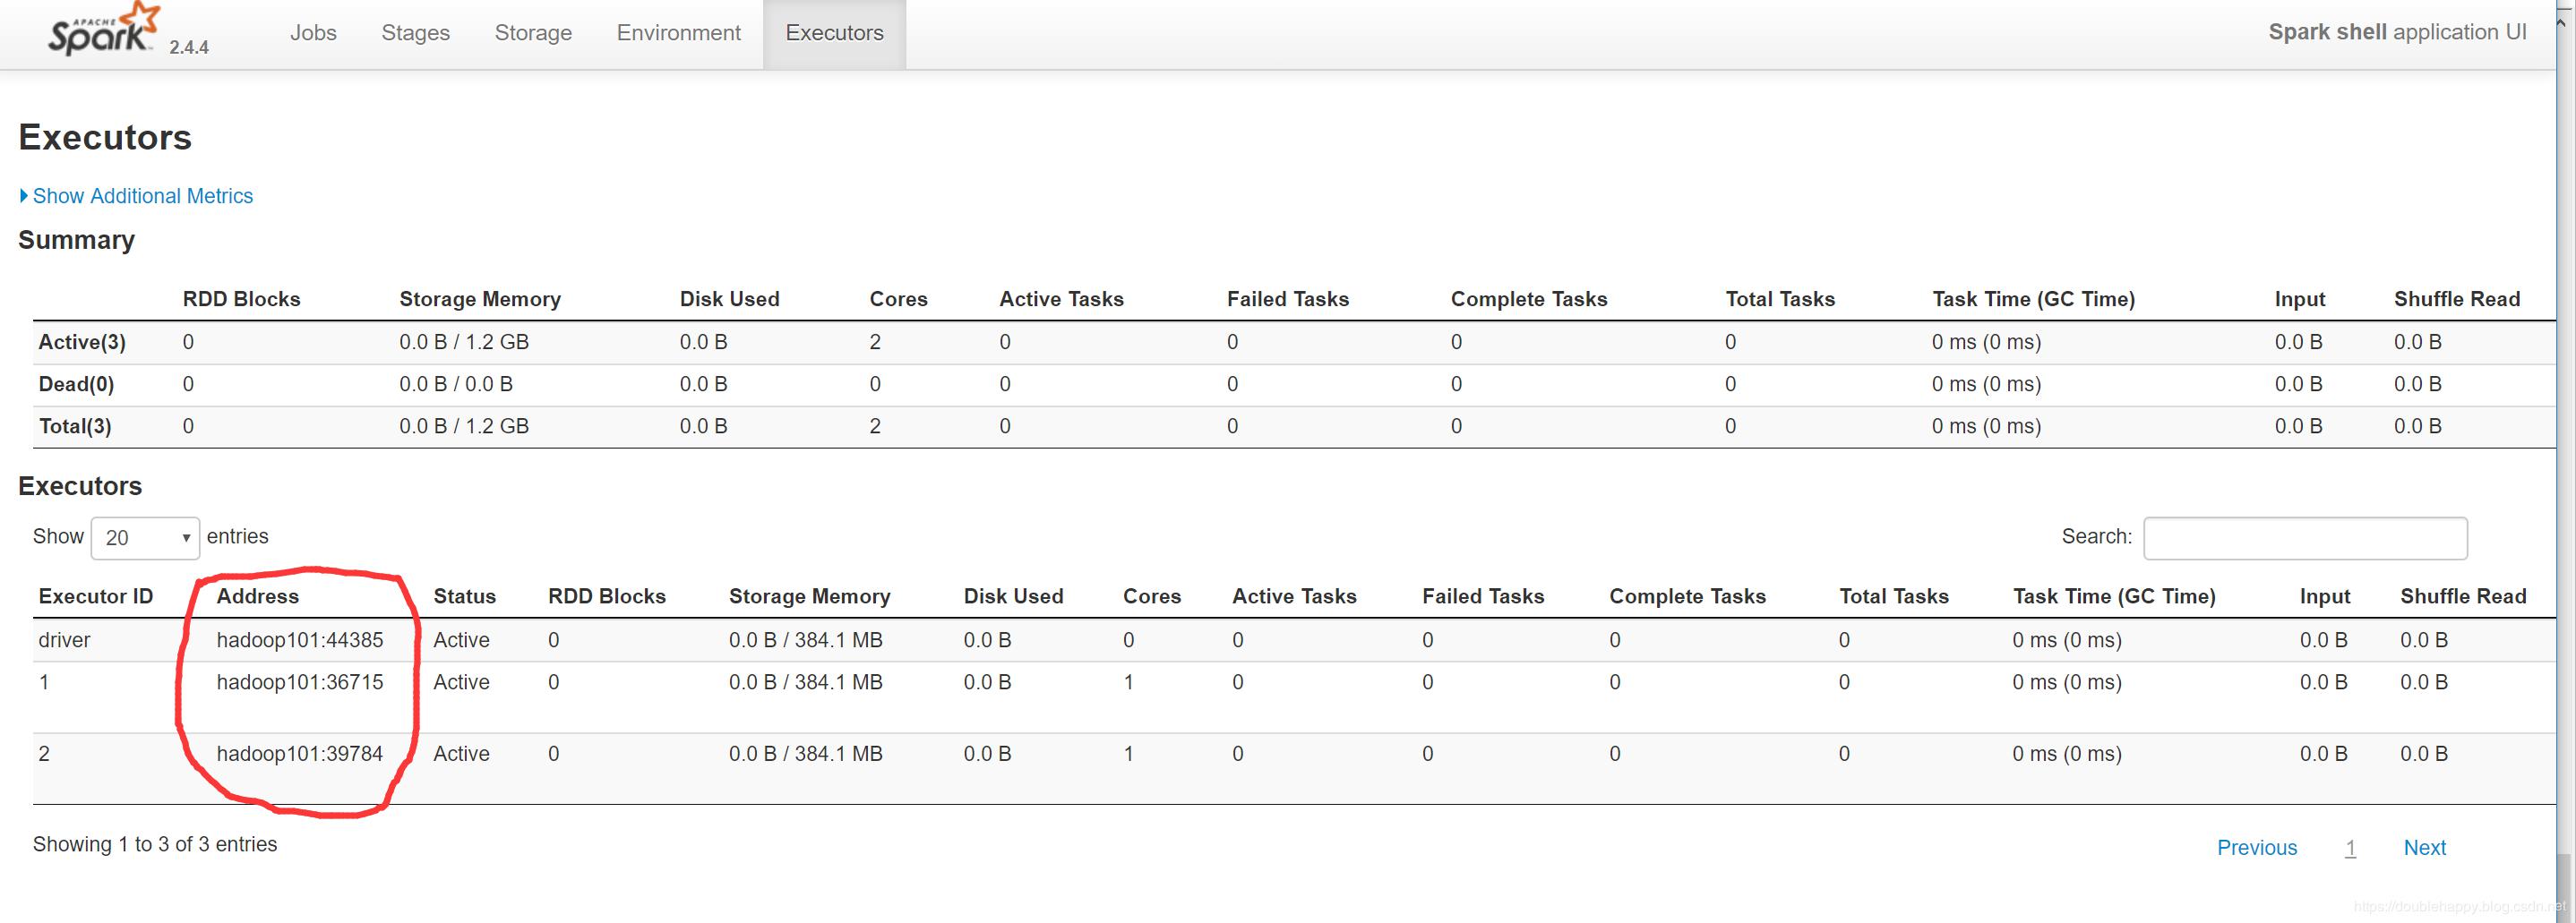 APACHE Spark 2.4.4 Jobs Stages Storage Environment Executors Spark shell application UI
Executors
Show Additional Metrics
Summary
RDD Blocks Storage Memory Disk Used Cores Active Tasks Failed Tasks Complete Tasks Total Tasks Task Time (GC Time) Input Shuffle Read
Active(3) 0 0.0 B / 1.2 GB 0.0 B 2 0 0 0 0 0 ms (0 ms) 0.0 B 0.0 B
Dead(0) 0 0.0 B / 0.0 B 0.0 B 0 0 0 0 0 0 ms (0 ms) 0.0 B 0.0 B
Total(3) 0 0.0 B / 1.2 GB 0.0 B 2 0 0 0 0 0 ms (0 ms) 0.0 B 0.0 B
Executors
Show 20 entries Search:
Executor ID Address Status RDD Blocks Storage Memory Disk Used Cores Active Tasks Failed Tasks Complete Tasks Total Tasks Task Time (GC Time) Input Shuffle Read
driver hadoop101:44385 Active 0 0.0 B / 384.1 MB 0.0 B 0 0 0 0 0 0 ms (0 ms) 0.0 B 0.0 B
1 hadoop101:36715 Active 0 0.0 B / 384.1 MB 0.0 B 1 0 0 0 0 0 ms (0 ms) 0.0 B 0.0 B
2 hadoop101:39784 Active 0 0.0 B / 384.1 MB 0.0 B 1 0 0 0 0 0 ms (0 ms) 0.0 B 0.0 B
Showing 1 to 3 of 3 entries Previous 1 Next
https://doublehappy.blog.csdn.net